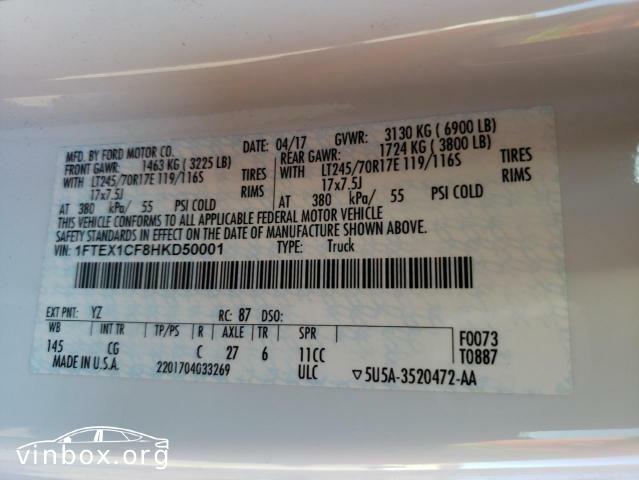 MFD. BY FORD MOTOR CO.
DATE: 04/17 GVWR: 3130 KG ( 6900 LB)
FRONT GAWR: 1463 KG ( 3225 LB) REAR GAWR: 1724 KG ( 3800 LB)
WITH LT245/70R17E 119/116S TIRES WITH LT245/70R17E 119/116S TIRES
17x7.5J RIMS 17x7.5J RIMS
AT 380 kPa/ 55 PSI COLD AT 380 kPa/ 55 PSI COLD
THIS VEHICLE CONFORMS TO ALL APPLICABLE FEDERAL MOTOR VEHICLE
SAFETY STANDARDS IN EFFECT ON THE DATE OF MANUFACTURE SHOWN ABOVE.
VIN: 1FTEX1CF8HKD50001 TYPE: Truck
EXT PNT: YZ RC: 87 DSO:
WB INT TR TP/PS R AXLE TR SPR F0073
145 CG C 27 6 11CC T0887
MADE IN U.S.A. 2201704033269 ULC ▽5U5A-3520472-AA
vinbox.org